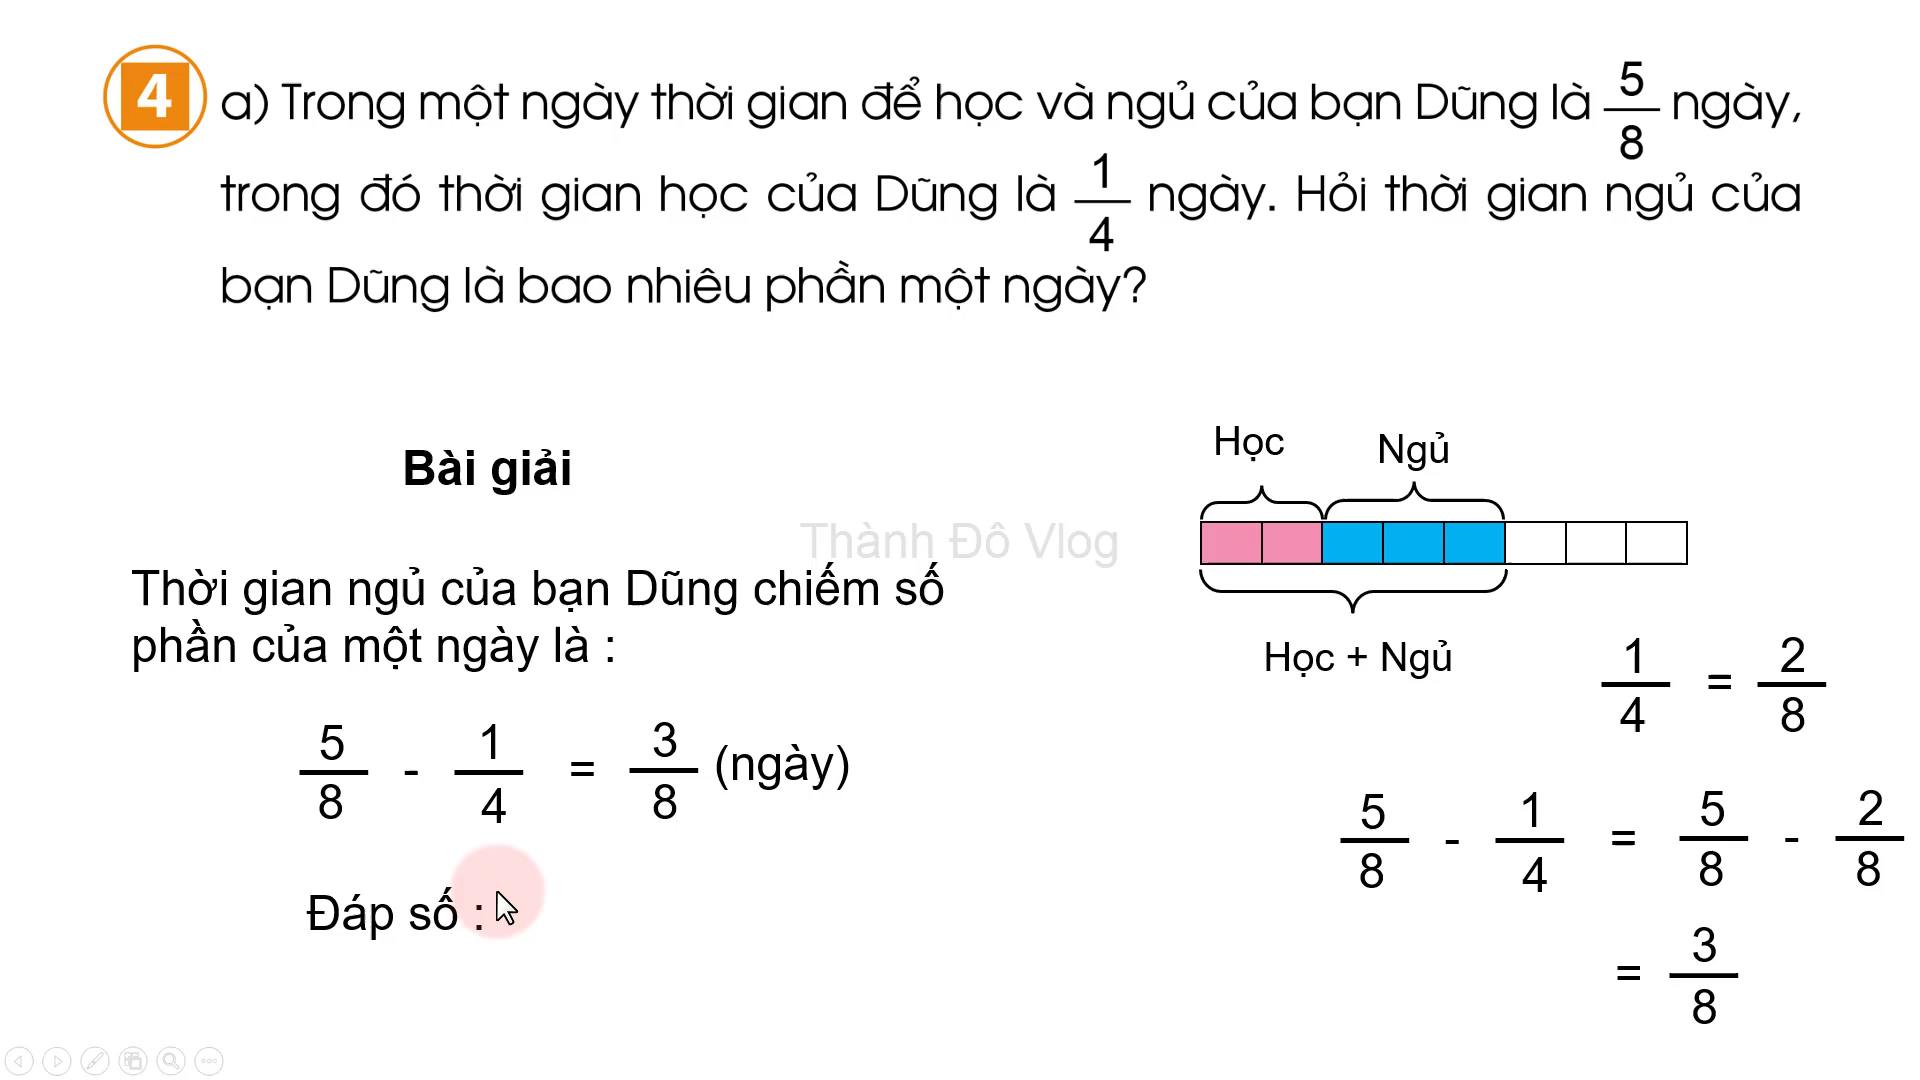 4
a) Trong một ngày thời gian để học và ngủ của bạn Dũng là 5/8 ngày,
trong đó thời gian học của Dũng là 1/4 ngày. Hỏi thời gian ngủ của
bạn Dũng là bao nhiêu phần một ngày?
Bài giải
Thời gian ngủ của bạn Dũng chiếm số
phần của một ngày là :
5/8 - 1/4 = 3/8 (ngày)
Đáp số :
Thành Đô Vlog
Học Ngủ
Học + Ngủ
1/4 = 2/8
5/8 - 1/4 = 5/8 - 2/8
= 3/8